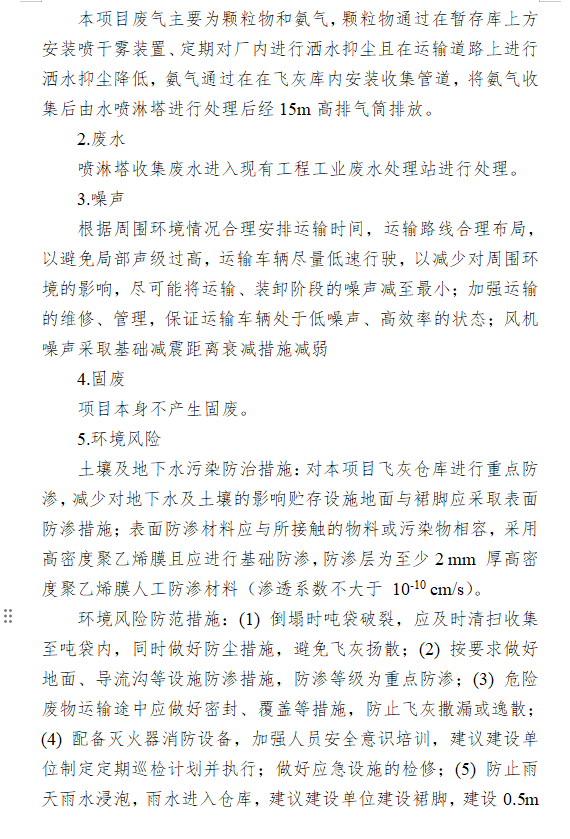 本项目废气主要为颗粒物和氨气，颗粒物通过在暂存库上方
安装喷干雾装置、定期对厂内进行洒水抑尘且在运输道路上进行
洒水抑尘降低，氨气通过在在飞灰库内安装收集管道，将氨气收
集后由水喷淋塔进行处理后经 15m 高排气筒排放。
2.废水
喷淋塔收集废水进入现有工程工业废水处理站进行处理。
3.噪声
根据周围环境情况合理安排运输时间，运输路线合理布局，
以避免局部声级过高，运输车辆尽量低速行驶，以减少对周围环
境的影响，尽可能将运输、装卸阶段的噪声减至最小；加强运输
的维修、管理，保证运输车辆处于低噪声、高效率的状态；风机
噪声采取基础减震距离衰减措施减弱
4.固废
项目本身不产生固废。
5.环境风险
土壤及地下水污染防治措施：对本项目飞灰仓库进行重点防
渗，减少对地下水及土壤的影响贮存设施地面与裙脚应采取表面
防渗措施；表面防渗材料应与所接触的物料或污染物相容，采用
高密度聚乙烯膜且应进行基础防渗，防渗层为至少 2 mm 厚高密
度聚乙烯膜人工防渗材料（渗透系数不大于 10⁻¹⁰ cm/s）。
环境风险防范措施：(1) 倒塌时吨袋破裂，应及时清扫收集
至吨袋内，同时做好防尘措施，避免飞灰扬散；(2) 按要求做好
地面、导流沟等设施防渗措施，防渗等级为重点防渗；(3) 危险
废物运输途中应做好密封、覆盖等措施，防止飞灰撒漏或逸散；
(4) 配备灭火器消防设备，加强人员安全意识培训，建议建设单
位制定定期巡检计划并执行；做好应急设施的检修；(5) 防止雨
天雨水浸泡，雨水进入仓库，建议建设单位建设裙脚，建设 0.5m